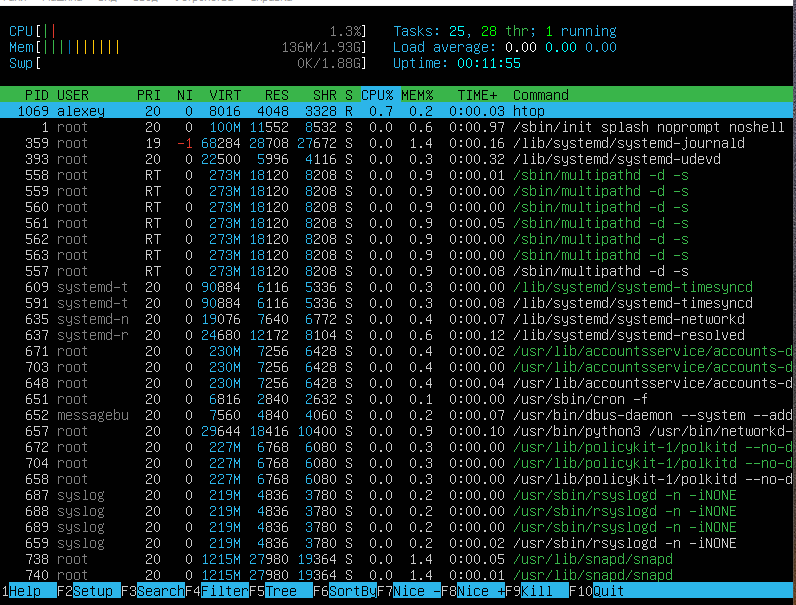 CPU[|| 1.3%] Tasks: 25, 28 thr; 1 running
Mem[|||||||||| 136M/1.93G] Load average: 0.00 0.00 0.00
Swp[ 0K/1.88G] Uptime: 00:11:55
PID USER PRI NI VIRT RES SHR S CPU% MEM% TIME+ Command
1069 alexey 20 0 8016 4048 3328 R 0.7 0.2 0:00.03 htop
1 root 20 0 100M 11552 8532 S 0.0 0.6 0:00.97 /sbin/init splash noprompt noshell
359 root 19 -1 68284 28708 27672 S 0.0 1.4 0:00.16 /lib/systemd/systemd-journald
393 root 20 0 22500 5996 4116 S 0.0 0.3 0:00.32 /lib/systemd/systemd-udevd
558 root RT 0 273M 18120 8208 S 0.0 0.9 0:00.01 /sbin/multipathd -d -s
559 root RT 0 273M 18120 8208 S 0.0 0.9 0:00.00 /sbin/multipathd -d -s
560 root RT 0 273M 18120 8208 S 0.0 0.9 0:00.00 /sbin/multipathd -d -s
561 root RT 0 273M 18120 8208 S 0.0 0.9 0:00.05 /sbin/multipathd -d -s
562 root RT 0 273M 18120 8208 S 0.0 0.9 0:00.00 /sbin/multipathd -d -s
563 root RT 0 273M 18120 8208 S 0.0 0.9 0:00.00 /sbin/multipathd -d -s
557 root RT 0 273M 18120 8208 S 0.0 0.9 0:00.08 /sbin/multipathd -d -s
609 systemd-t 20 0 90884 6116 5336 S 0.0 0.3 0:00.00 /lib/systemd/systemd-timesyncd
591 systemd-t 20 0 90884 6116 5336 S 0.0 0.3 0:00.08 /lib/systemd/systemd-timesyncd
635 systemd-n 20 0 19076 7640 6772 S 0.0 0.4 0:00.07 /lib/systemd/systemd-networkd
637 systemd-r 20 0 24680 12172 8104 S 0.0 0.6 0:00.12 /lib/systemd/systemd-resolved
671 root 20 0 230M 7256 6428 S 0.0 0.4 0:00.02 /usr/lib/accountsservice/accounts-d
703 root 20 0 230M 7256 6428 S 0.0 0.4 0:00.00 /usr/lib/accountsservice/accounts-d
648 root 20 0 230M 7256 6428 S 0.0 0.4 0:00.04 /usr/lib/accountsservice/accounts-d
651 root 20 0 6816 2840 2632 S 0.0 0.1 0:00.00 /usr/sbin/cron -f
652 messagebu 20 0 7560 4840 4060 S 0.0 0.2 0:00.07 /usr/bin/dbus-daemon --system --add
657 root 20 0 29644 18416 10400 S 0.0 0.9 0:00.10 /usr/bin/python3 /usr/bin/networkd-
672 root 20 0 227M 6768 6080 S 0.0 0.3 0:00.00 /usr/lib/policykit-1/polkitd --no-d
704 root 20 0 227M 6768 6080 S 0.0 0.3 0:00.00 /usr/lib/policykit-1/polkitd --no-d
658 root 20 0 227M 6768 6080 S 0.0 0.3 0:00.01 /usr/lib/policykit-1/polkitd --no-d
687 syslog 20 0 219M 4836 3780 S 0.0 0.2 0:00.00 /usr/sbin/rsyslogd -n -iNONE
688 syslog 20 0 219M 4836 3780 S 0.0 0.2 0:00.00 /usr/sbin/rsyslogd -n -iNONE
689 syslog 20 0 219M 4836 3780 S 0.0 0.2 0:00.00 /usr/sbin/rsyslogd -n -iNONE
659 syslog 20 0 219M 4836 3780 S 0.0 0.2 0:00.02 /usr/sbin/rsyslogd -n -iNONE
738 root 20 0 1215M 27980 19364 S 0.0 1.4 0:00.05 /usr/lib/snapd/snapd
740 root 20 0 1215M 27980 19364 S 0.0 1.4 0:00.01 /usr/lib/snapd/snapd
1Help F2Setup F3SearchF4FilterF5Tree F6SortByF7Nice -F8Nice +F9Kill F10Quit